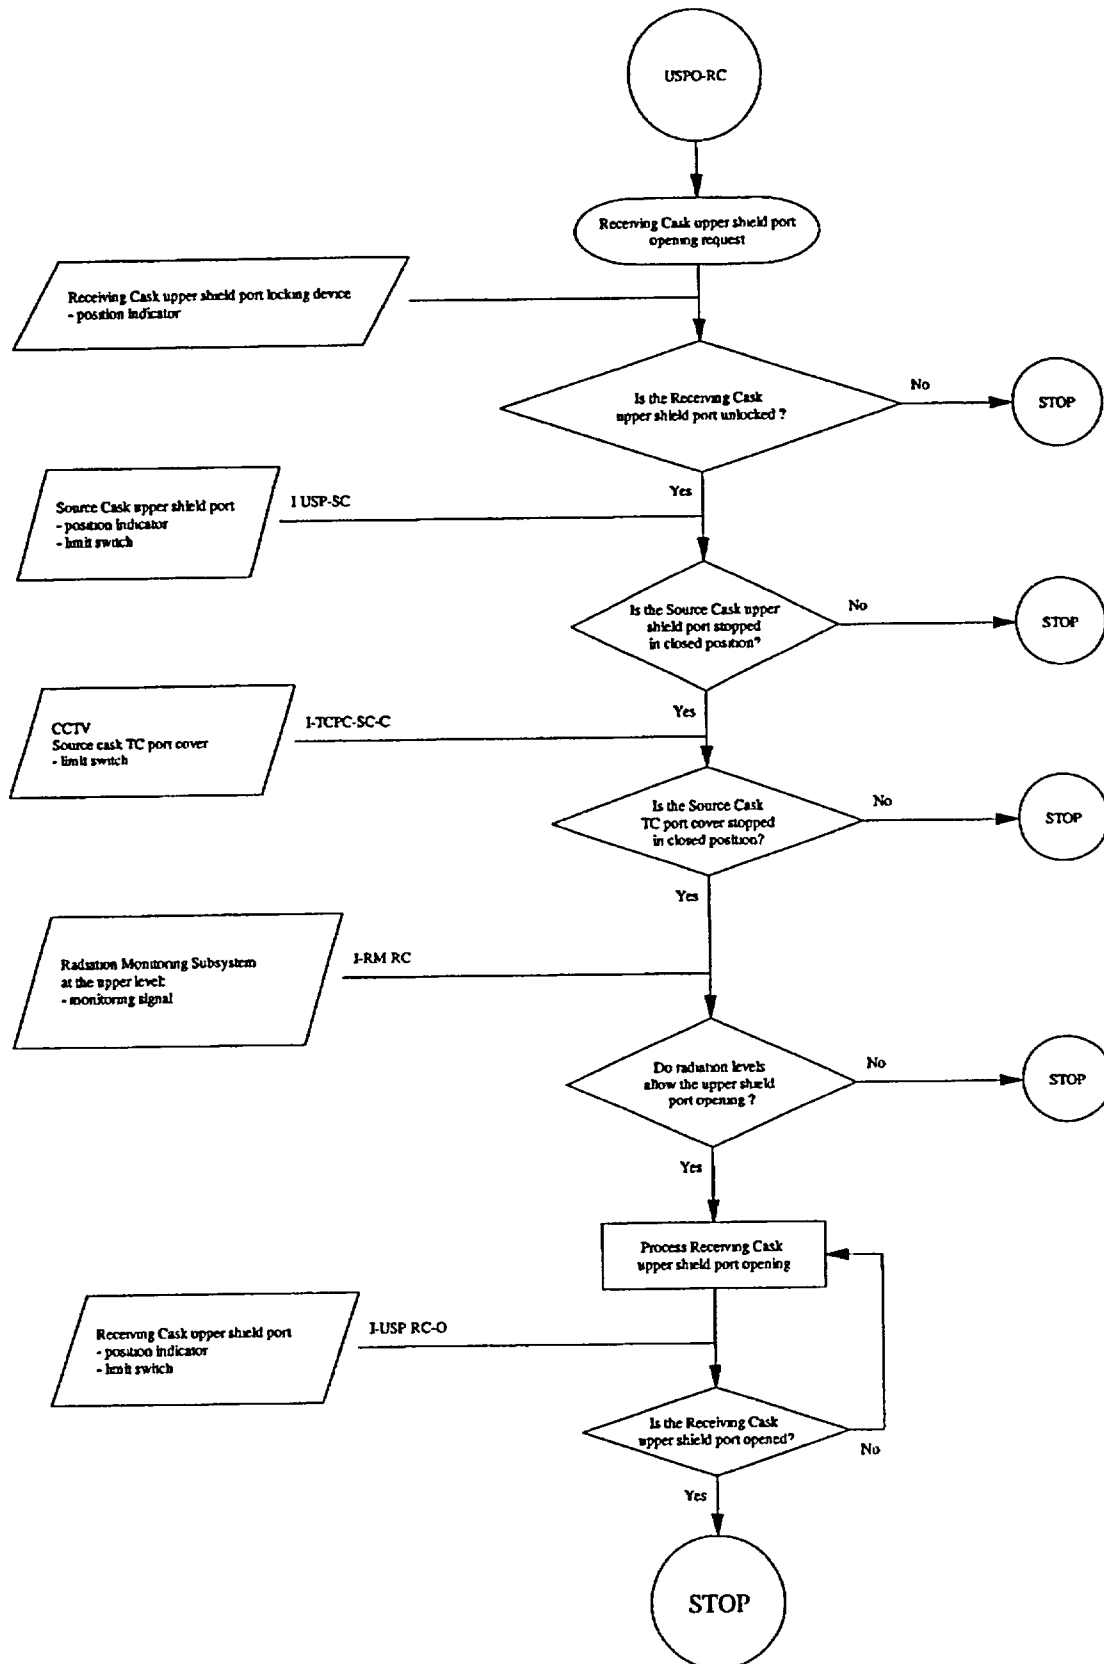 USPO-RC
Receiving Cask upper shield port
opening request
Receiving Cask upper shield port locking device
- position indicator
Is the Receiving Cask
upper shield port unlocked ?
No
STOP
Yes
Source Cask upper shield port
- position indicator
- limit switch
I USP-SC
Is the Source Cask upper
shield port stopped
in closed position?
No
STOP
Yes
CCTV
Source cask TC port cover
- limit switch
I-TCPC-SC-C
Is the Source Cask
TC port cover stopped
in closed position?
No
STOP
Yes
Radiation Monitoring Subsystem
at the upper level:
- monitoring signal
I-RM RC
Do radiation levels
allow the upper shield
port opening ?
No
STOP
Yes
Process Receiving Cask
upper shield port opening
Receiving Cask upper shield port
- position indicator
- limit switch
I-USP RC-O
Is the Receiving Cask
upper shield port opened?
No
Yes
STOP